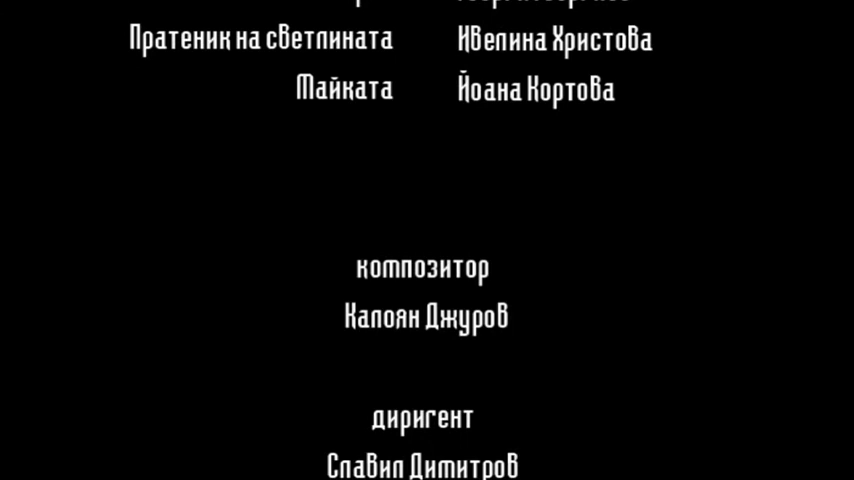 Пратеник на светлината Ивелина Христова
Майката Йоана Кортова
композитор
Калоян Джуров
диригент
Славил Димитров